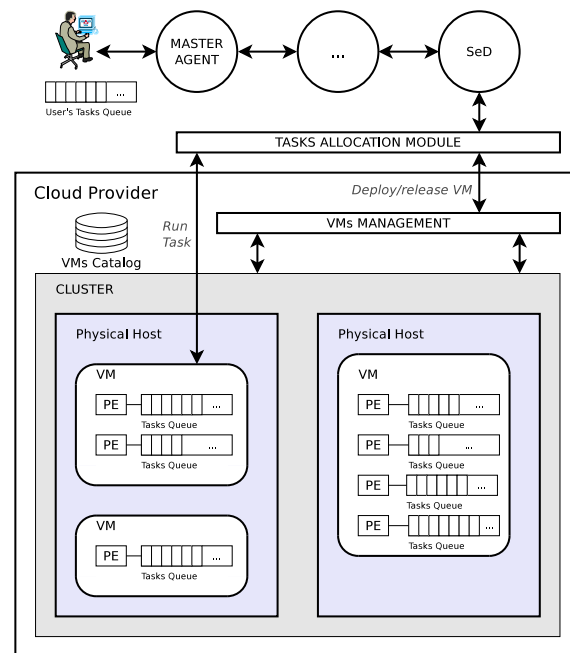 MASTER
AGENT
...
SeD
...
User's Tasks Queue
TASKS ALLOCATION MODULE
Cloud Provider
Deploy/release VM
Run
Task
VMs MANAGEMENT
VMs Catalog
CLUSTER
Physical Host
VM
PE
...
Tasks Queue
PE
...
Tasks Queue
VM
PE
...
Tasks Queue
Physical Host
VM
PE
...
Tasks Queue
PE
...
Tasks Queue
PE
...
Tasks Queue
PE
...
Tasks Queue